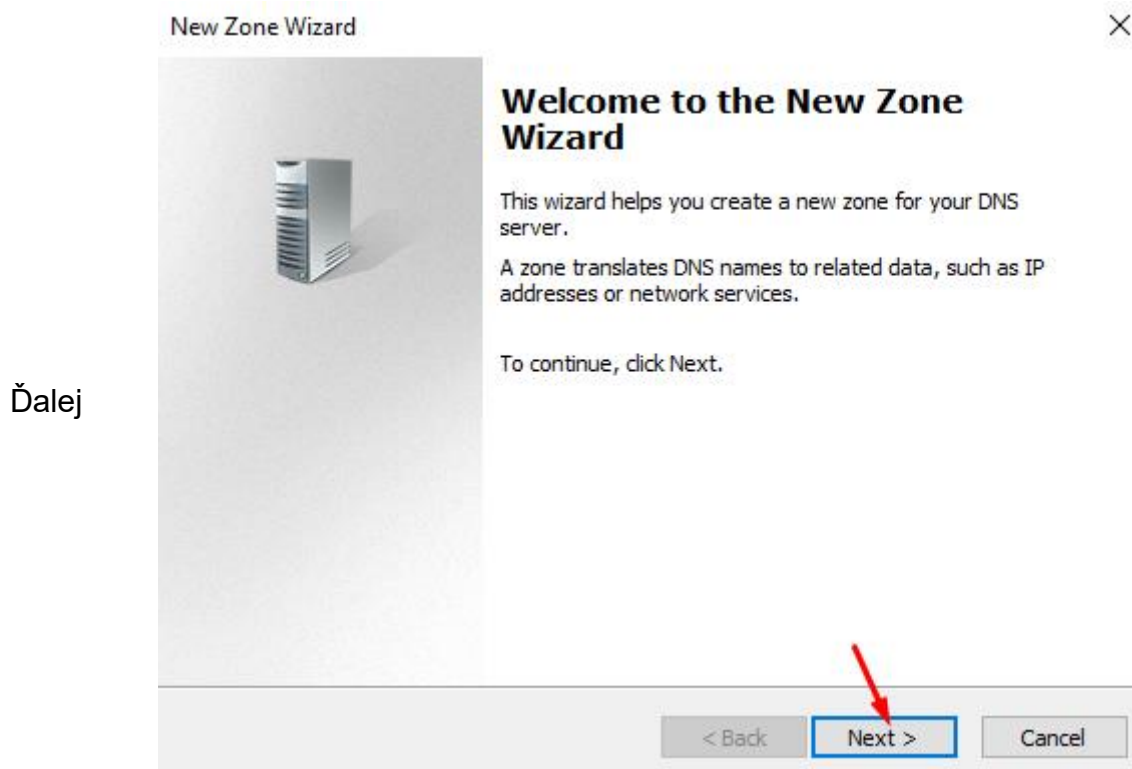 New Zone Wizard
Welcome to the New Zone
Wizard
This wizard helps you create a new zone for your DNS
server.
A zone translates DNS names to related data, such as IP
addresses or network services.
To continue, click Next.
Ďalej
< Back
Next >
Cancel